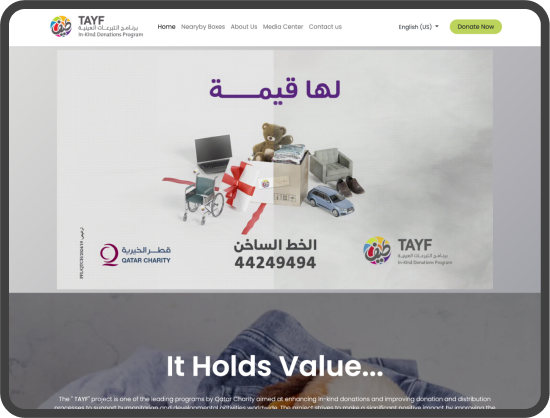 TAYF
برنامج التبرعات العينية
In-Kind Donations Program
Home Nearyby Boxes About Us Media Center Contact us
English (US)
Donate Now
لها قيمة
قطر الخيرية
QATAR CHARITY
الخط الساخن
44249494
طيف
TAYF
برنامج التبرعات العينية
In-Kind Donations Program
It Holds Value...
The " TAYF" project is one of the leading programs by Qatar Charity aimed at enhancing in-kind donations and improving donation and distribution
processes to support humanitarian and developmental initiatives worldwide. The project strives to make a significant positive impact by improving the